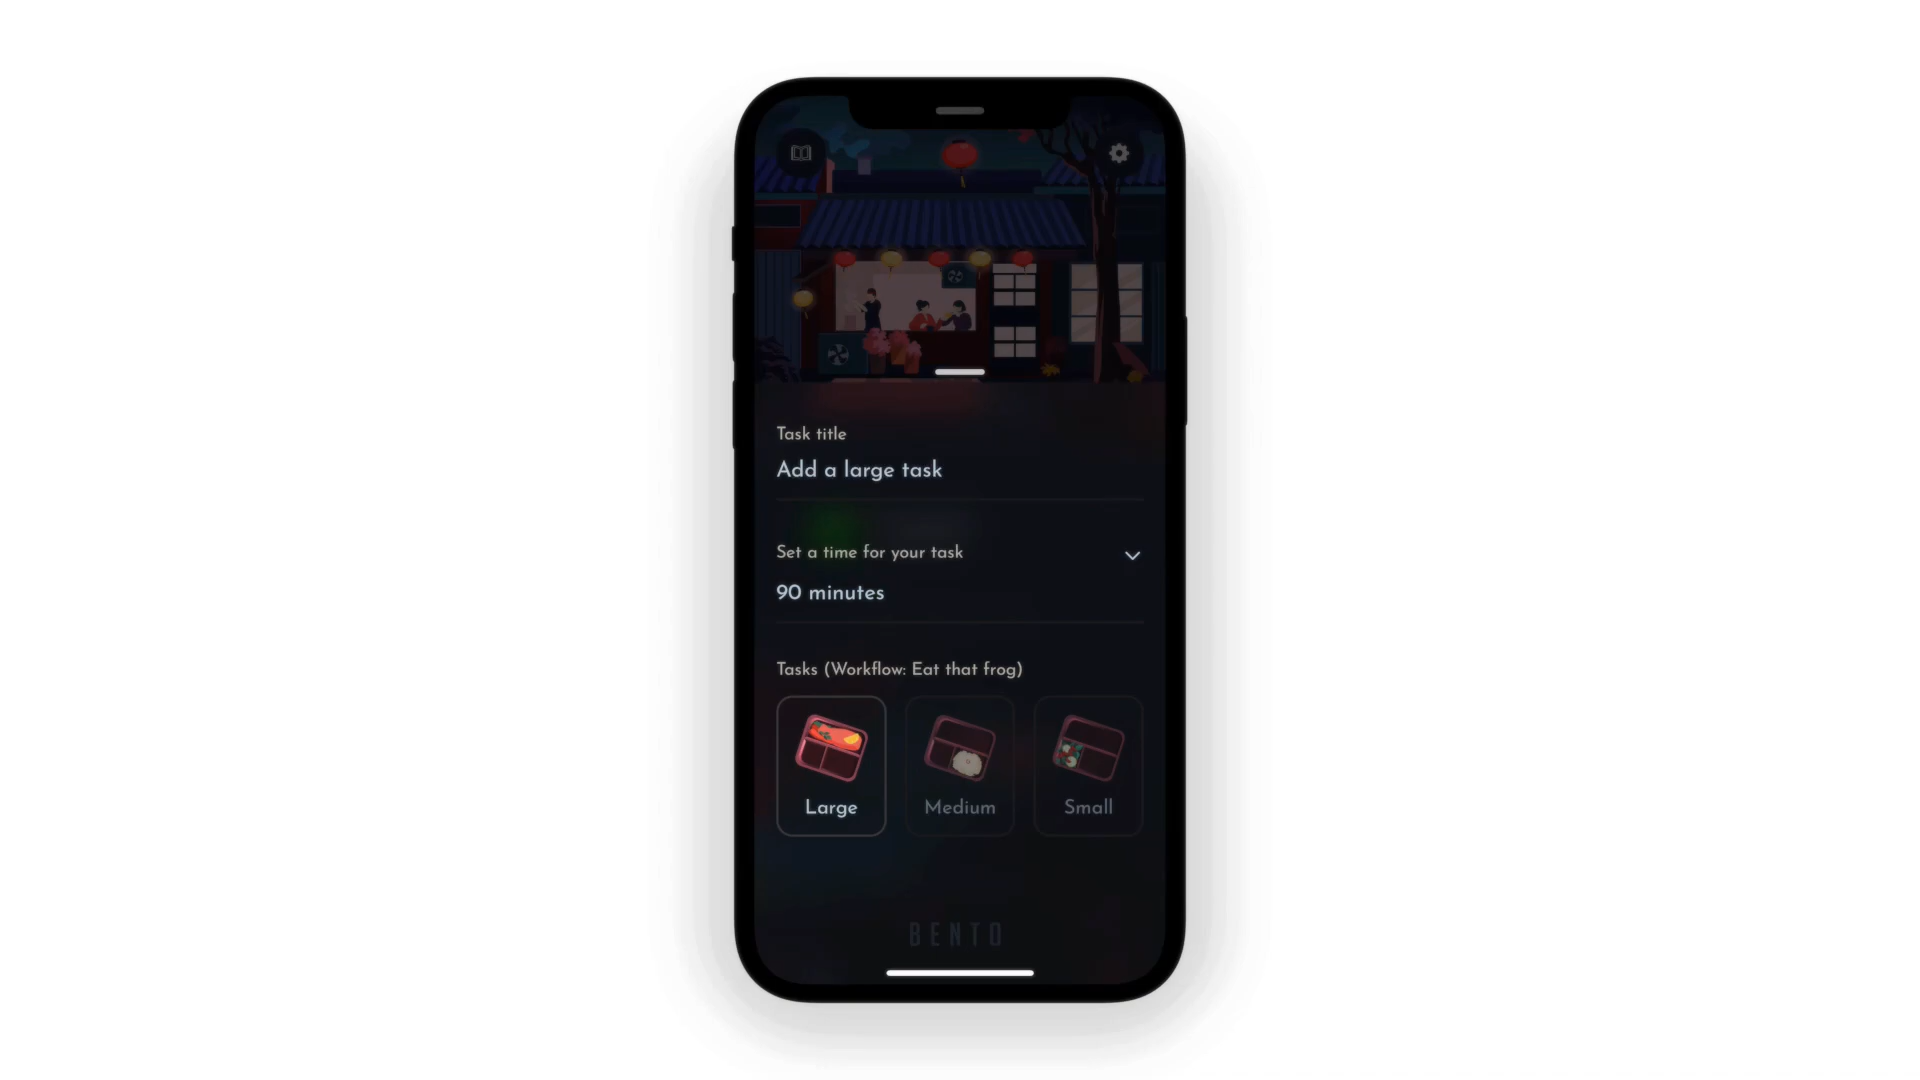 Task title
Add a large task
Set a time for your task
90 minutes
Tasks (Workflow: Eat that frog)
Large
Medium
Small
BENTO